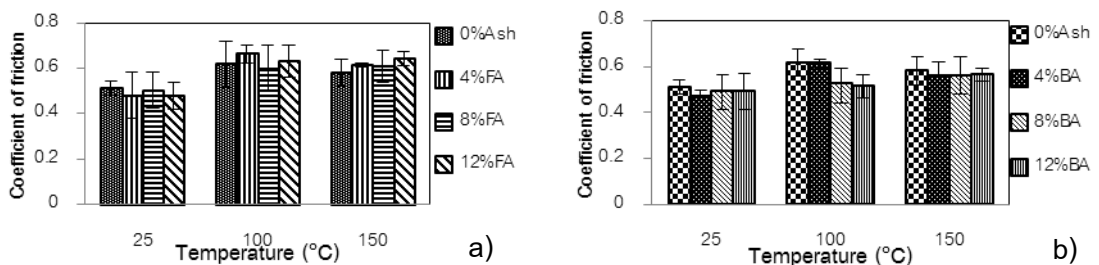 Coefficient of friction
0.8
0.6
0.4
0.2
0
25
100
150
Temperature (°C)
0%Ash
4%FA
8%FA
12%FA
a)
Coefficient of friction
0.8
0.6
0.4
0.2
0
25
100
150
Temperature (°C)
0%Ash
4%BA
8%BA
12%BA
b)